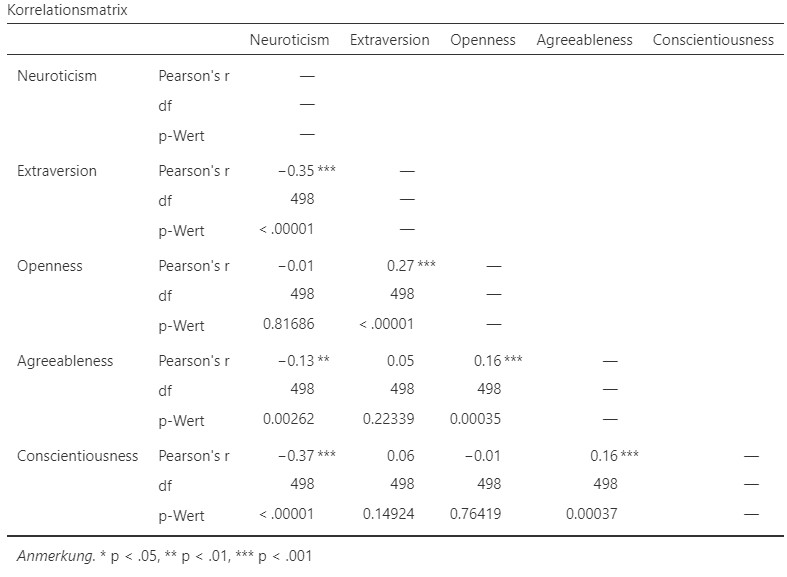 Korrelationsmatrix
Neuroticism Extraversion Openness Agreeableness Conscientiousness
Neuroticism Pearson's r —
df —
p-Wert —
Extraversion Pearson's r −0.35 *** —
df 498 —
p-Wert < .00001 —
Openness Pearson's r −0.01 0.27 *** —
df 498 498 —
p-Wert 0.81686 < .00001 —
Agreeableness Pearson's r −0.13 ** 0.05 0.16 *** —
df 498 498 498 —
p-Wert 0.00262 0.22339 0.00035 —
Conscientiousness Pearson's r −0.37 *** 0.06 −0.01 0.16 *** —
df 498 498 498 498 —
p-Wert < .00001 0.14924 0.76419 0.00037 —
Anmerkung. * p < .05, ** p < .01, *** p < .001